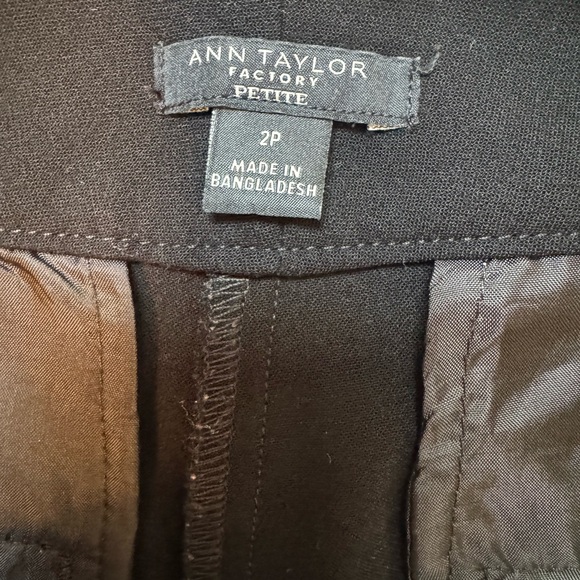 ANN TAYLOR
FACTORY
PETITE
2P
MADE IN
BANGLADESH